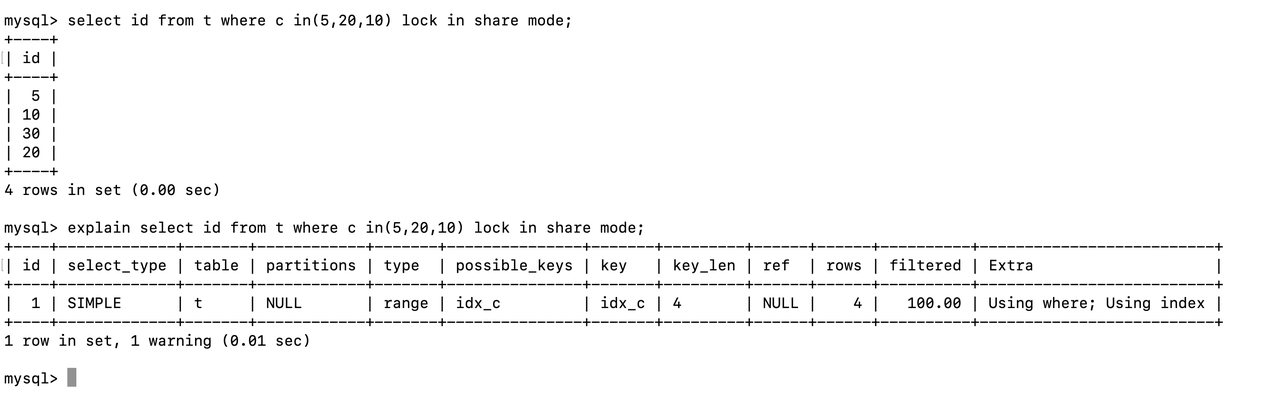 mysql> select id from t where c in(5,20,10) lock in share mode;
+----+
| id |
+----+
|  5 |
| 10 |
| 30 |
| 20 |
+----+
4 rows in set (0.00 sec)
mysql> explain select id from t where c in(5,20,10) lock in share mode;
+----+-------------+-------+------------+-------+---------------+-------+---------+------+------+----------+--------------------------+
| id | select_type | table | partitions | type  | possible_keys | key   | key_len | ref  | rows | filtered | Extra                    |
+----+-------------+-------+------------+-------+---------------+-------+---------+------+------+----------+--------------------------+
|  1 | SIMPLE      | t     | NULL       | range | idx_c         | idx_c | 4       | NULL |    4 |   100.00 | Using where; Using index |
+----+-------------+-------+------------+-------+---------------+-------+---------+------+------+----------+--------------------------+
1 row in set, 1 warning (0.01 sec)
mysql>